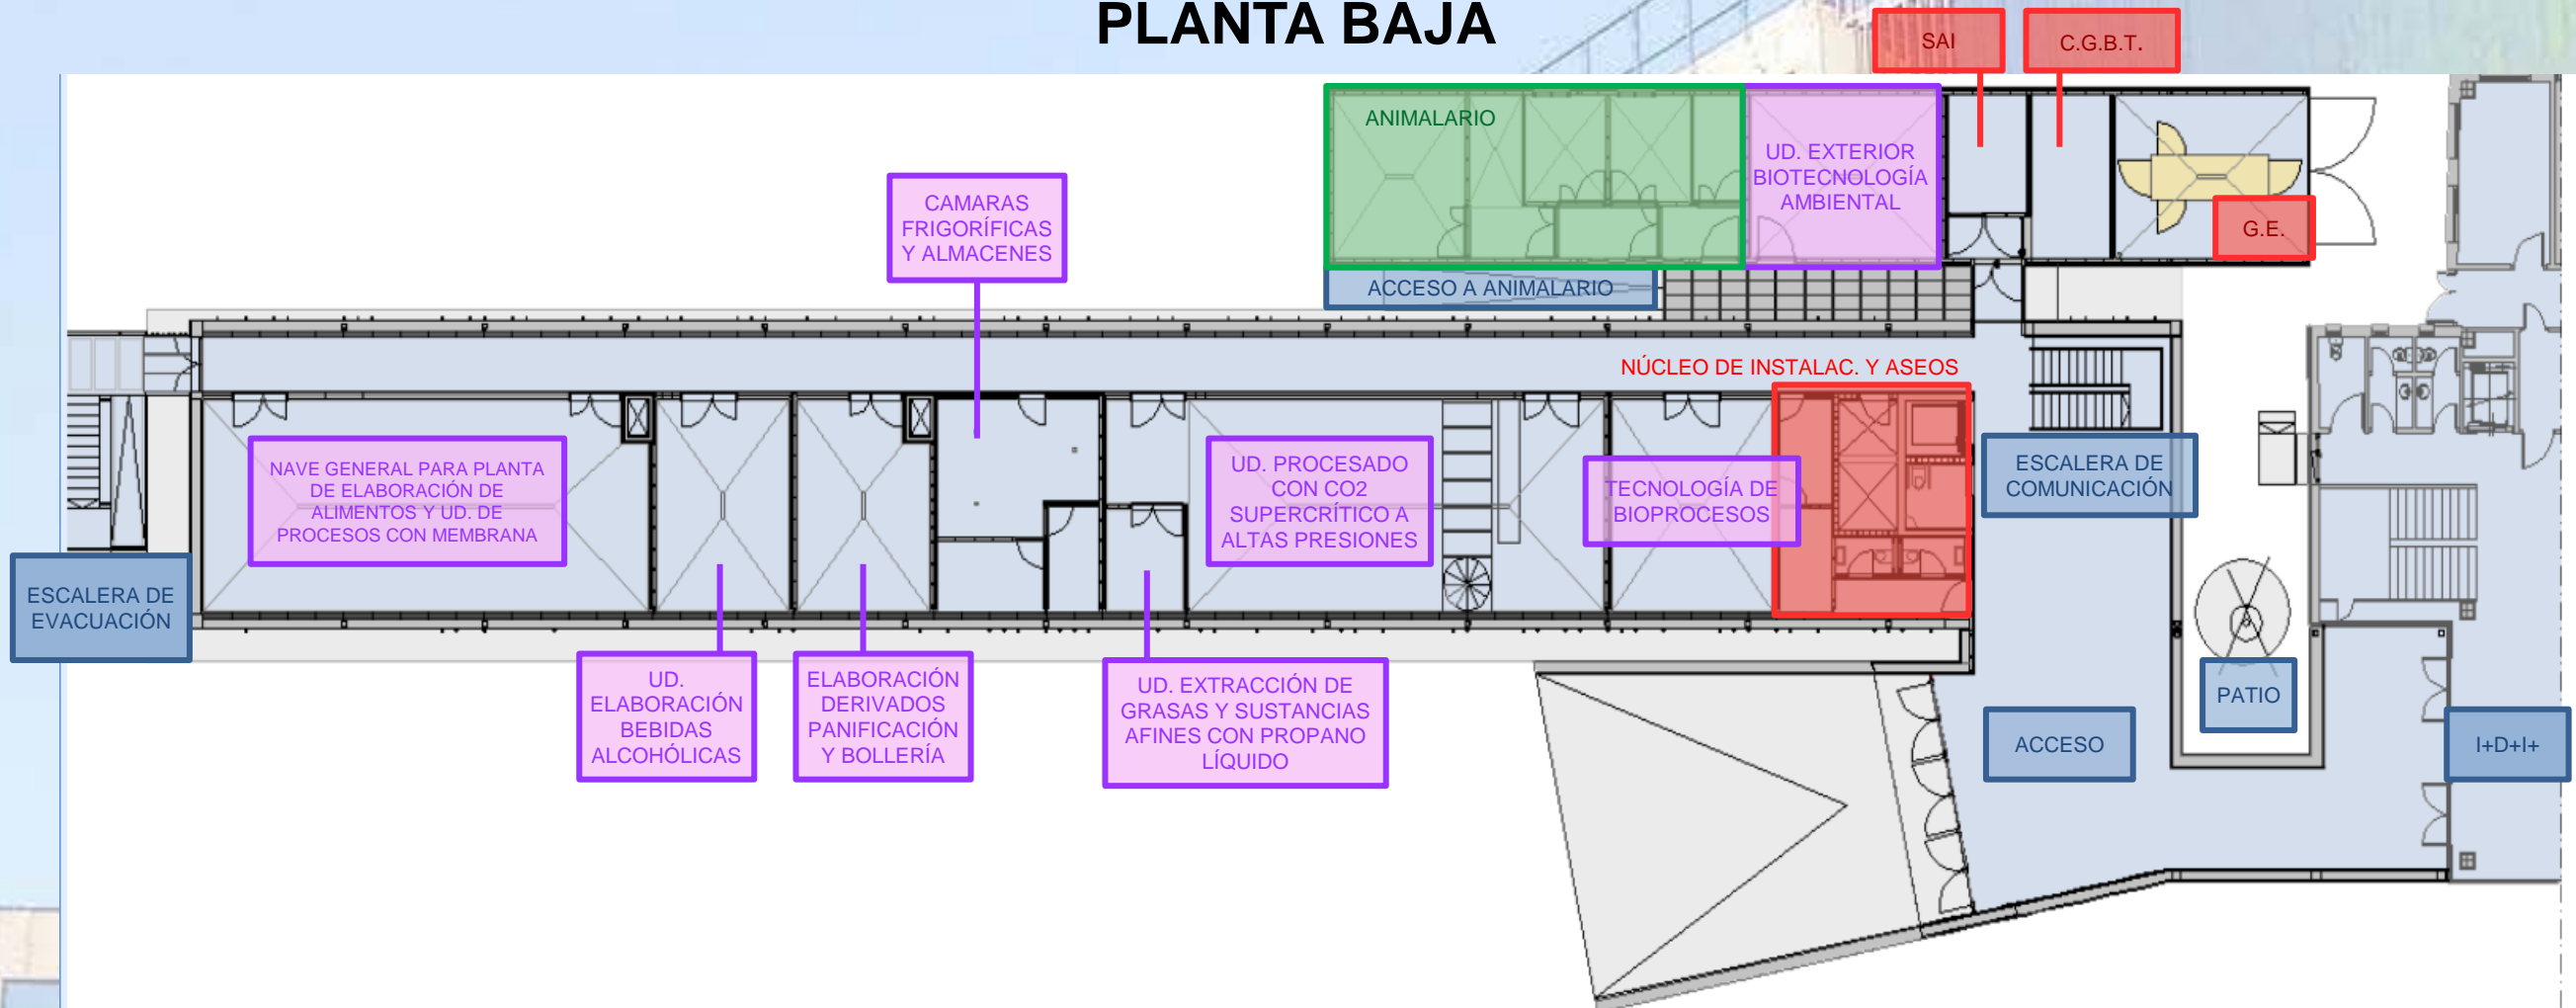 PLANTA BAJA
SAI
C.G.B.T.
ANIMALARIO
UD. EXTERIOR
BIOTECNOLOGÍA
AMBIENTAL
G.E.
CAMARAS
FRIGORÍFICAS
Y ALMACENES
ACCESO A ANIMALARIO
NÚCLEO DE INSTALAC. Y ASEOS
NAVE GENERAL PARA PLANTA
DE ELABORACIÓN DE
ALIMENTOS Y UD. DE
PROCESOS CON MEMBRANA
UD. PROCESADO
CON CO2
SUPERCRÍTICO A
ALTAS PRESIONES
TECNOLOGÍA DE
BIOPROCESOS
ESCALERA DE
COMUNICACIÓN
ESCALERA DE
EVACUACIÓN
UD.
ELABORACIÓN
BEBIDAS
ALCOHÓLICAS
ELABORACIÓN
DERIVADOS
PANIFICACIÓN
Y BOLLERÍA
UD. EXTRACCIÓN DE
GRASAS Y SUSTANCIAS
AFINES CON PROPANO
LÍQUIDO
PATIO
ACCESO
I+D+I+